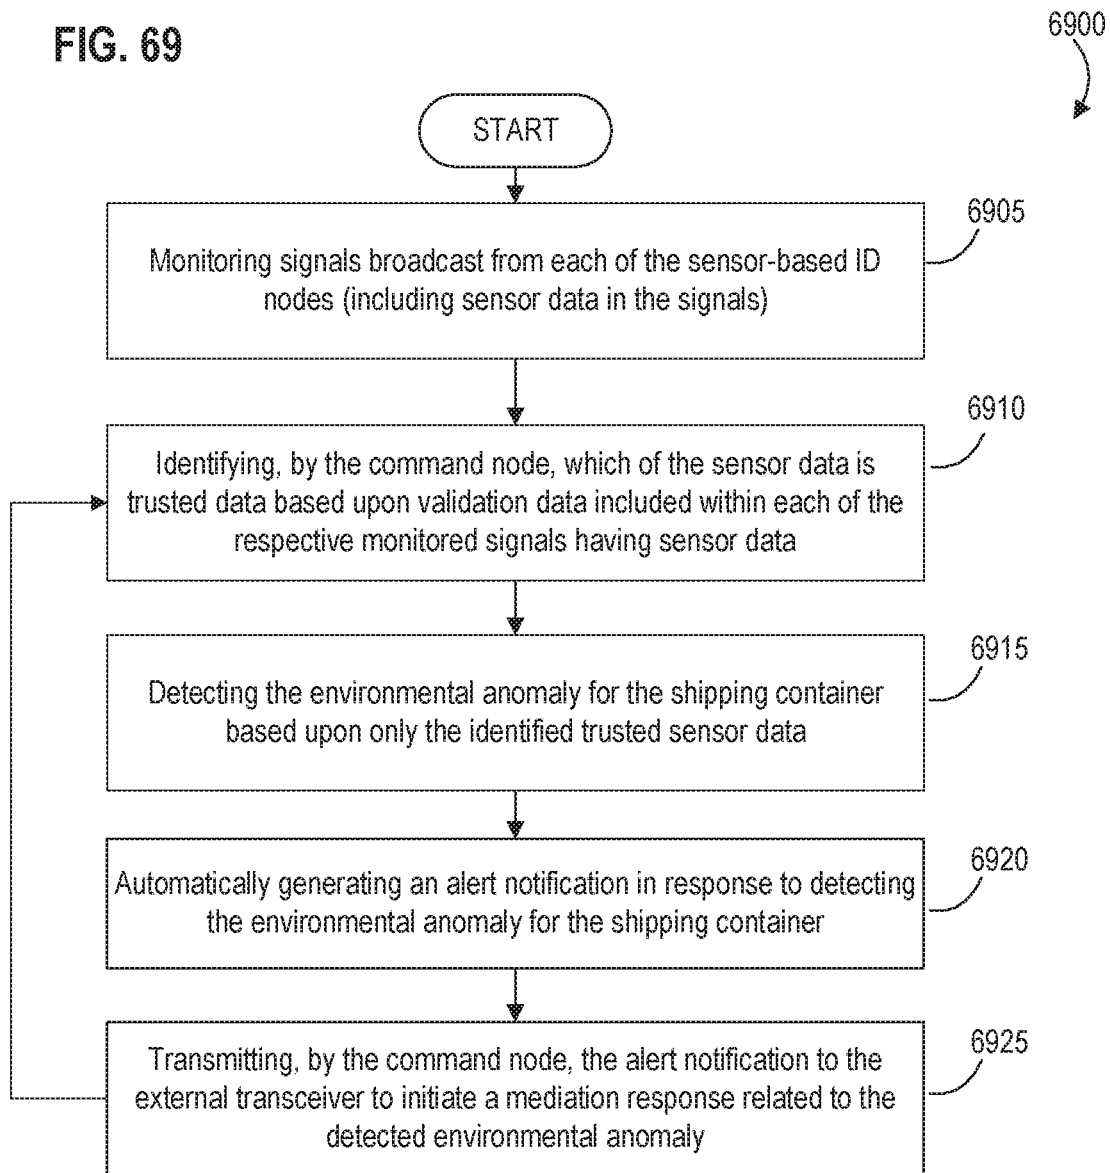 FIG. 69
6900
START
6905
Monitoring signals broadcast from each of the sensor-based ID
nodes (including sensor data in the signals)
6910
Identifying, by the command node, which of the sensor data is
trusted data based upon validation data included within each of the
respective monitored signals having sensor data
6915
Detecting the environmental anomaly for the shipping container
based upon only the identified trusted sensor data
6920
Automatically generating an alert notification in response to detecting
the environmental anomaly for the shipping container
6925
Transmitting, by the command node, the alert notification to the
external transceiver to initiate a mediation response related to the
detected environmental anomaly